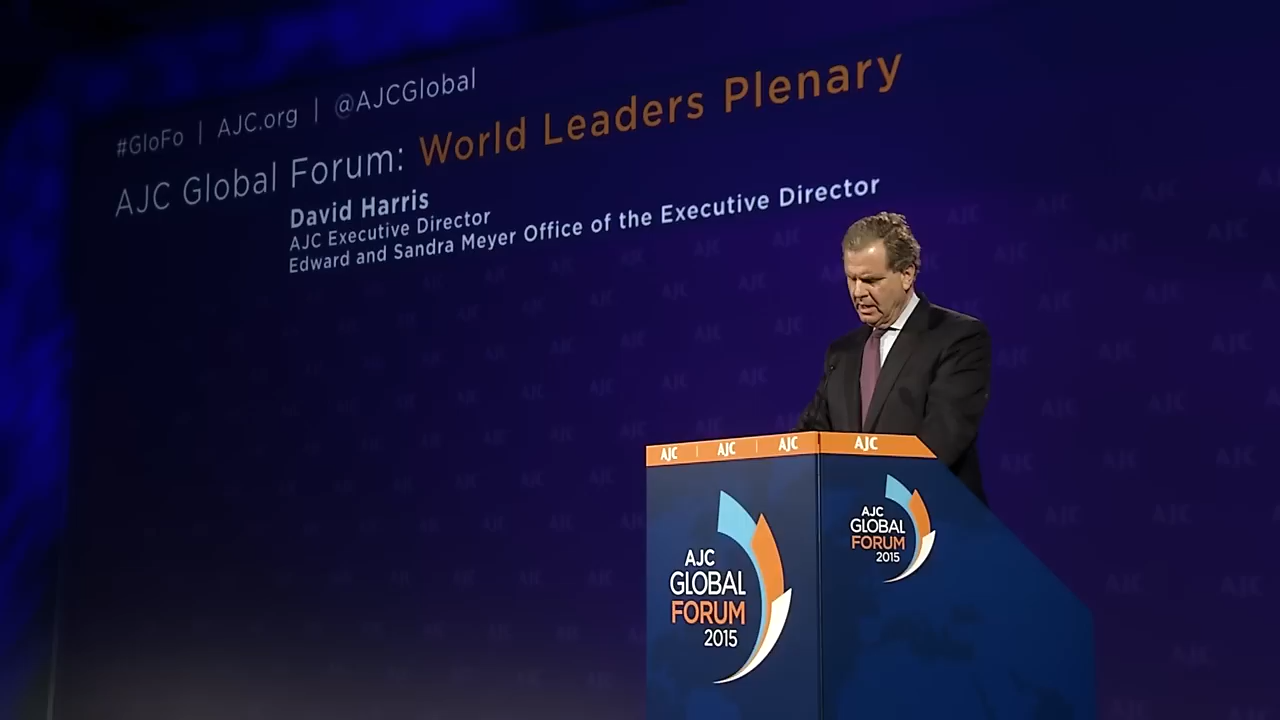 #GloFo | AJC.org | @AJCGlobal
AJC Global Forum: World Leaders Plenary
David Harris
AJC Executive Director
Edward and Sandra Meyer Office of the Executive Director
AJC | AJC | AJC
AJC
AJC
GLOBAL
FORUM
2015
AJC
GLOBAL
FORUM
2015